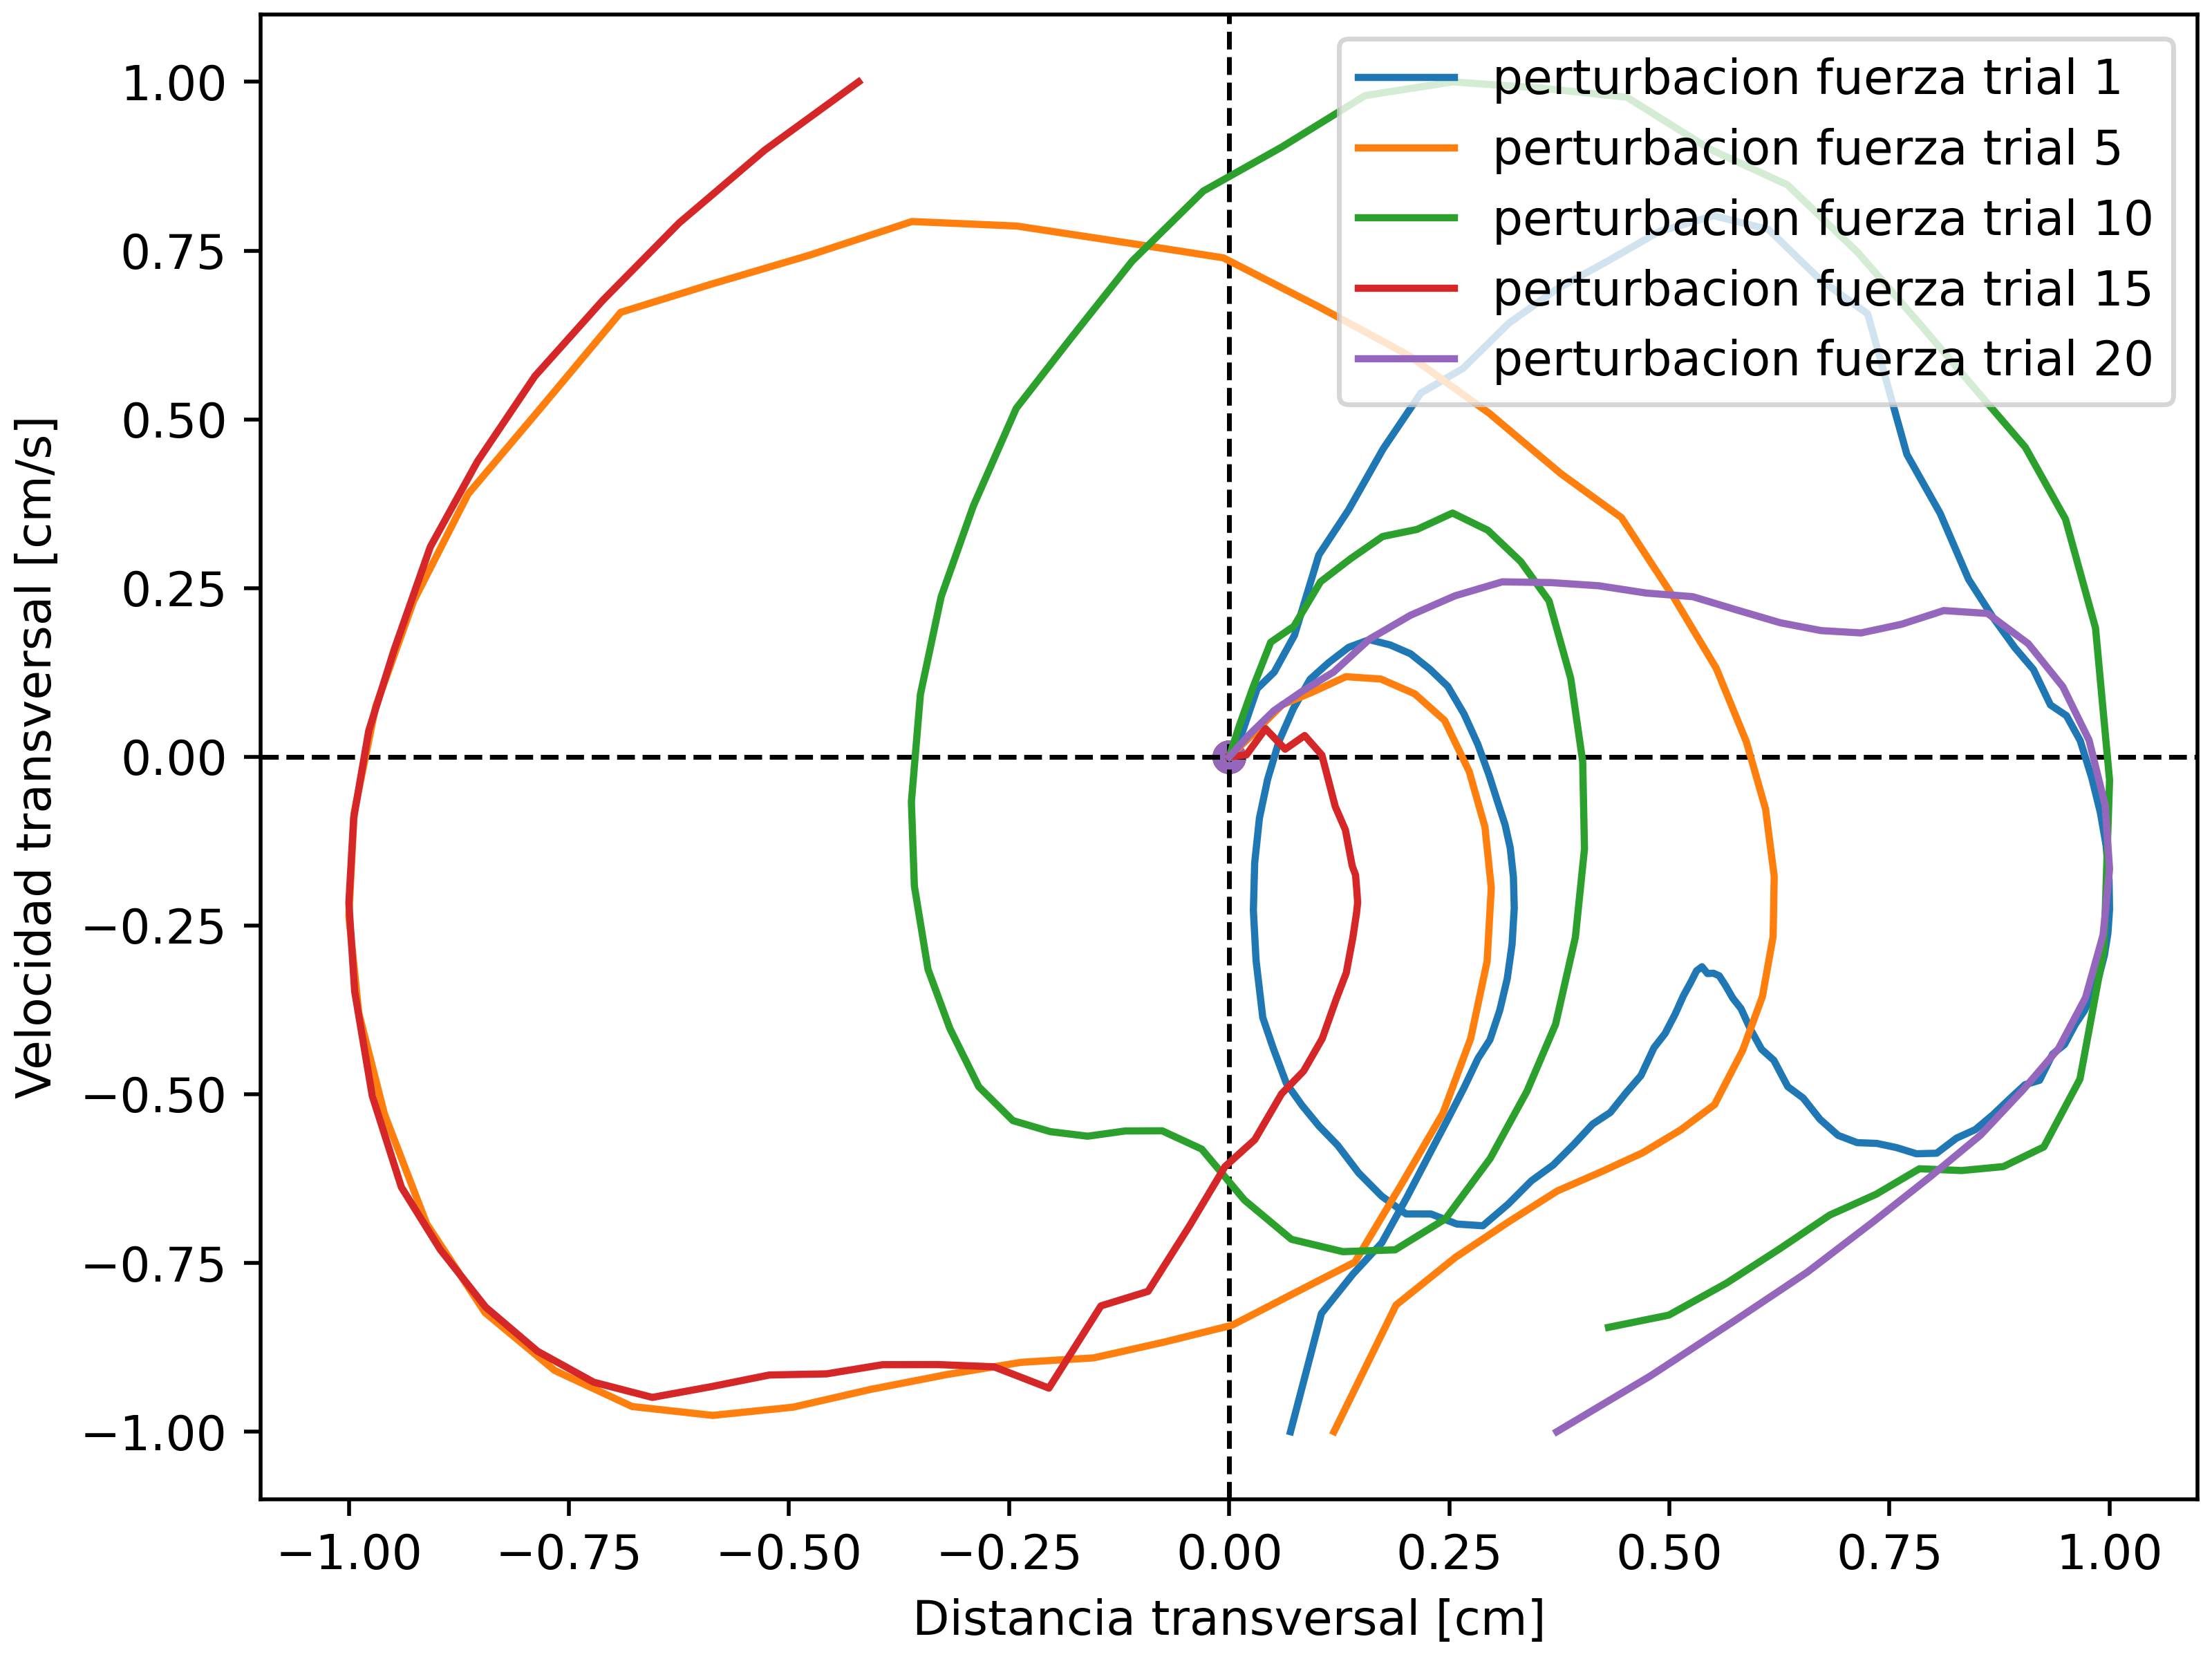 1.00
0.75
0.50
0.25
0.00
−0.25
−0.50
−0.75
−1.00
Velocidad transversal [cm/s]
perturbacion fuerza trial 1
perturbacion fuerza trial 5
perturbacion fuerza trial 10
perturbacion fuerza trial 15
perturbacion fuerza trial 20
−1.00 −0.75 −0.50 −0.25 0.00 0.25 0.50 0.75 1.00
Distancia transversal [cm]